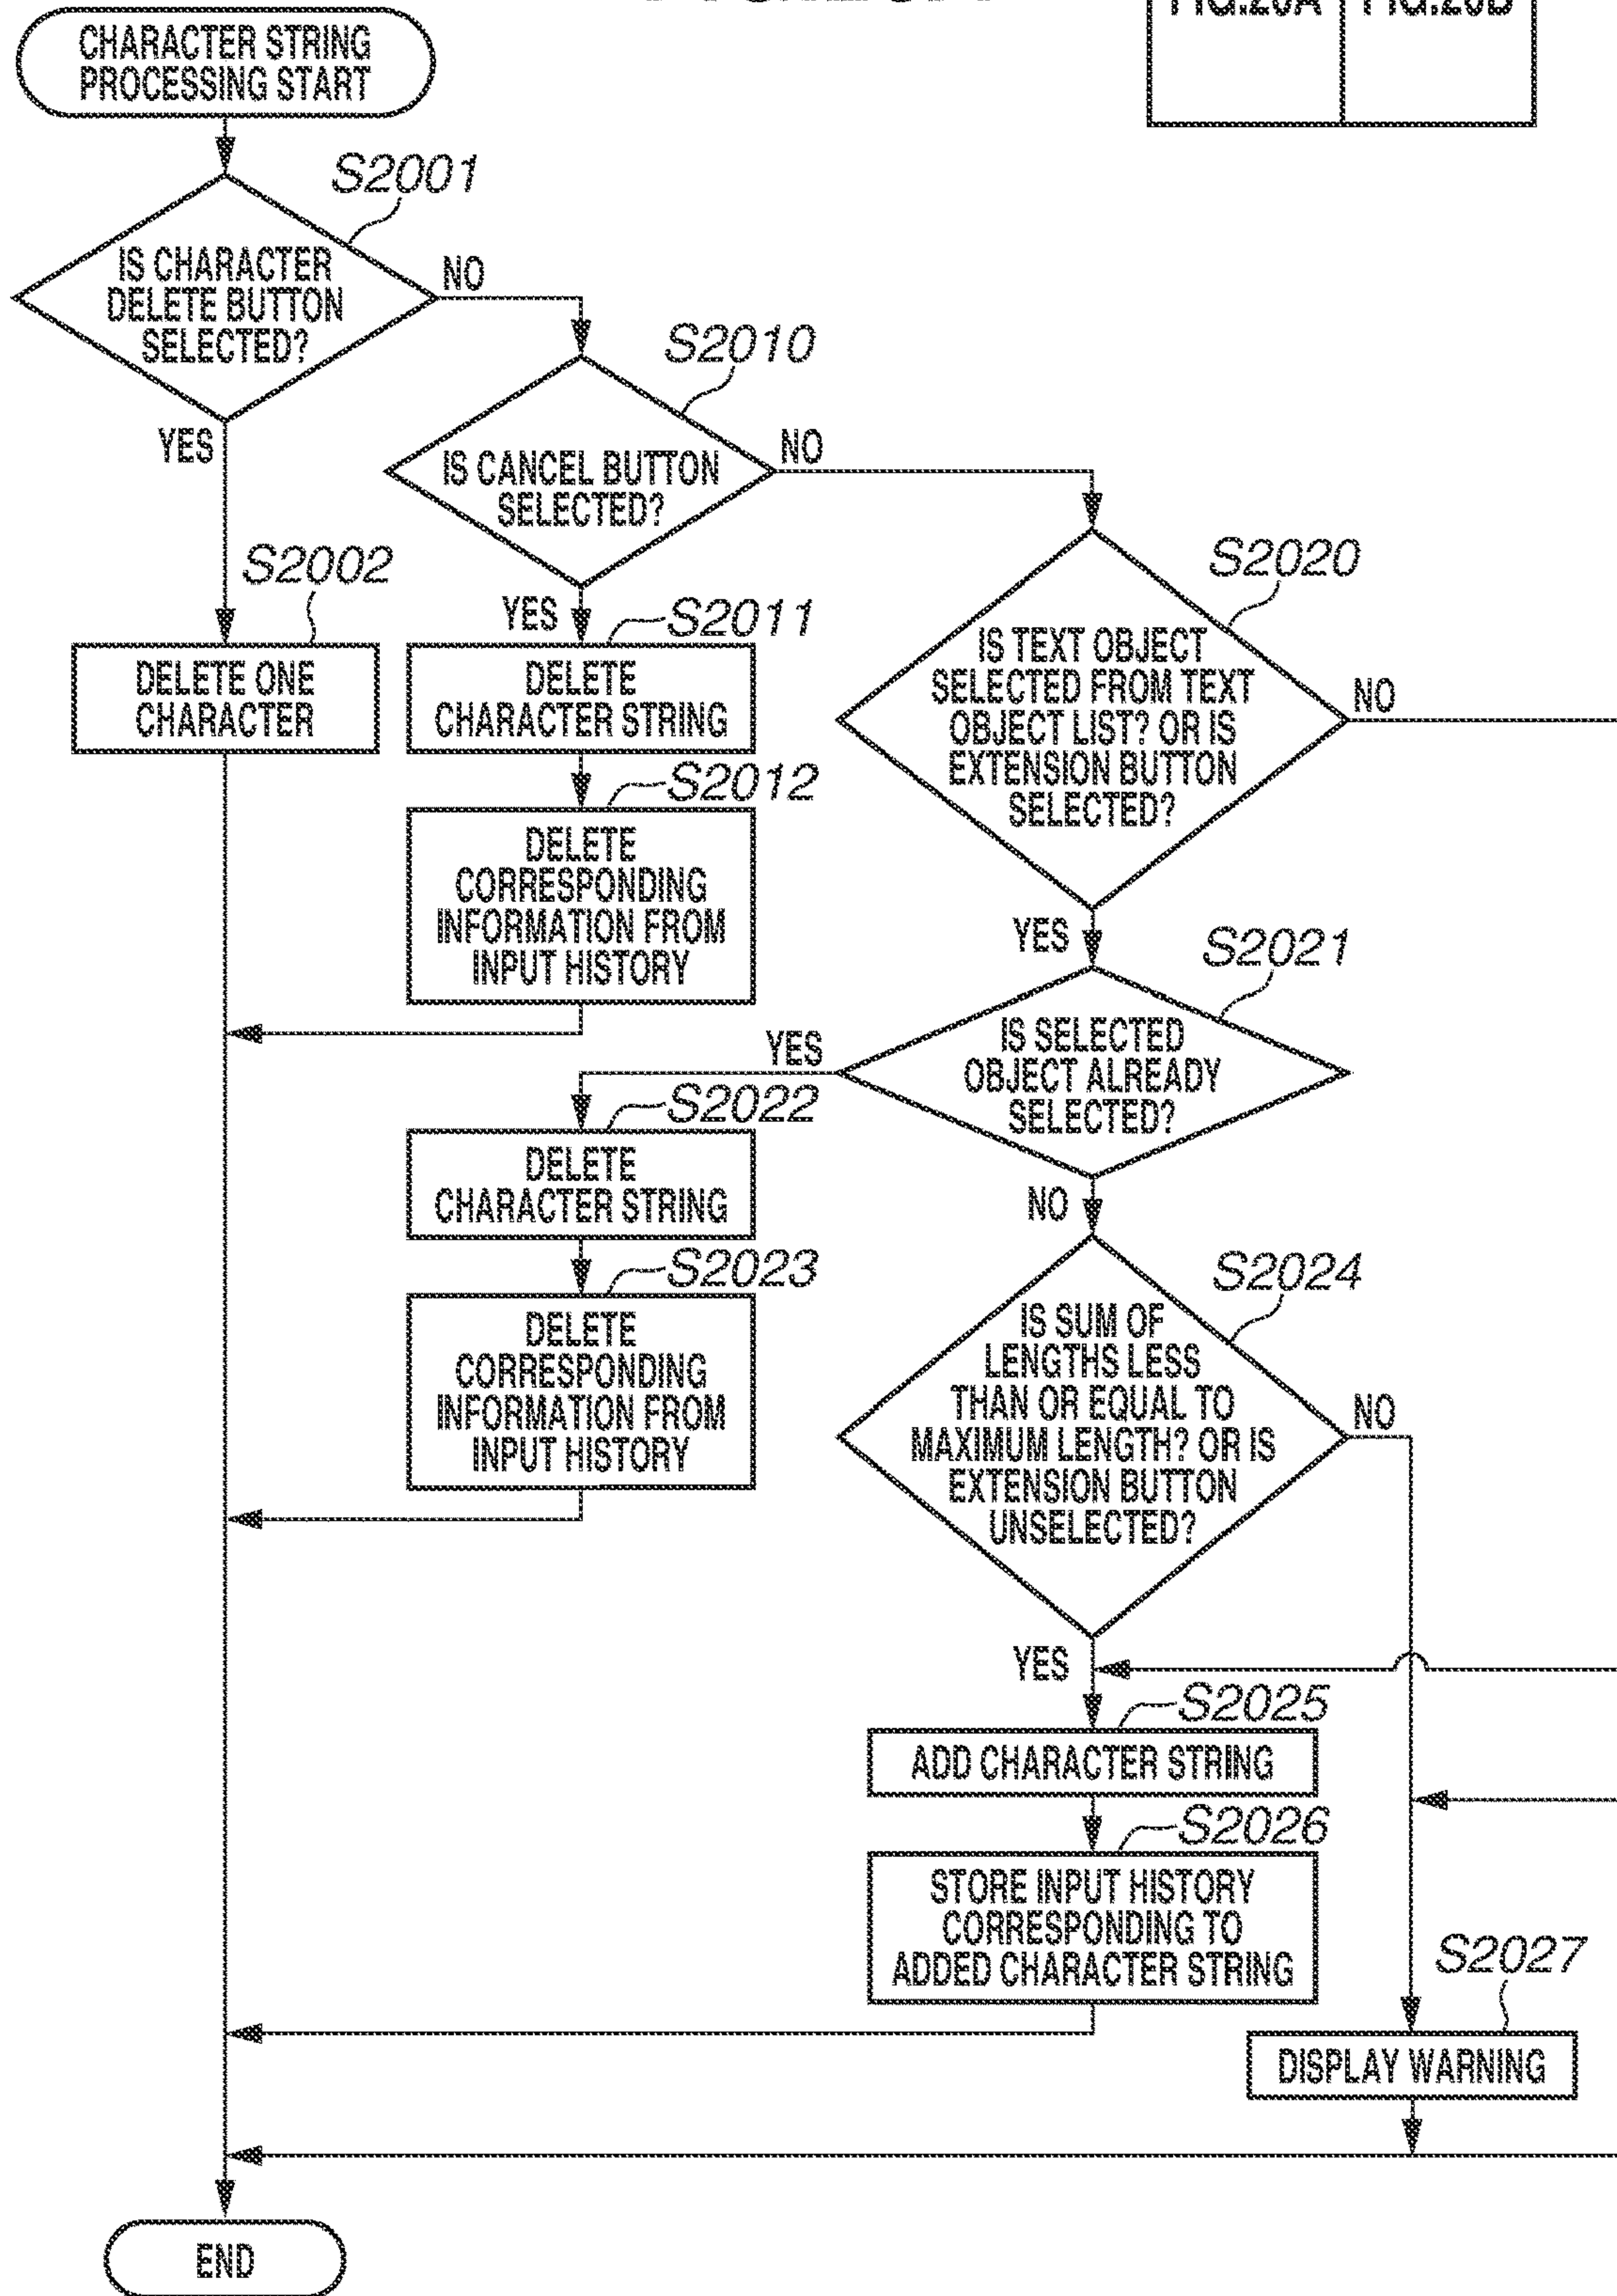 FIG.20A FIG.20B
CHARACTER STRING
PROCESSING START
S2001
IS CHARACTER
DELETE BUTTON
SELECTED?
NO
YES
S2010
IS CANCEL BUTTON
SELECTED?
NO
YES
S2002
DELETE ONE
CHARACTER
S2011
DELETE
CHARACTER STRING
S2012
DELETE
CORRESPONDING
INFORMATION FROM
INPUT HISTORY
S2020
IS TEXT OBJECT
SELECTED FROM TEXT
OBJECT LIST? OR IS
EXTENSION BUTTON
SELECTED?
NO
YES
S2021
IS SELECTED
OBJECT ALREADY
SELECTED?
YES
NO
S2022
DELETE
CHARACTER STRING
S2023
DELETE
CORRESPONDING
INFORMATION FROM
INPUT HISTORY
S2024
IS SUM OF
LENGTHS LESS
THAN OR EQUAL TO
MAXIMUM LENGTH? OR IS
EXTENSION BUTTON
UNSELECTED?
NO
YES
S2025
ADD CHARACTER STRING
S2026
STORE INPUT HISTORY
CORRESPONDING TO
ADDED CHARACTER STRING
S2027
DISPLAY WARNING
END